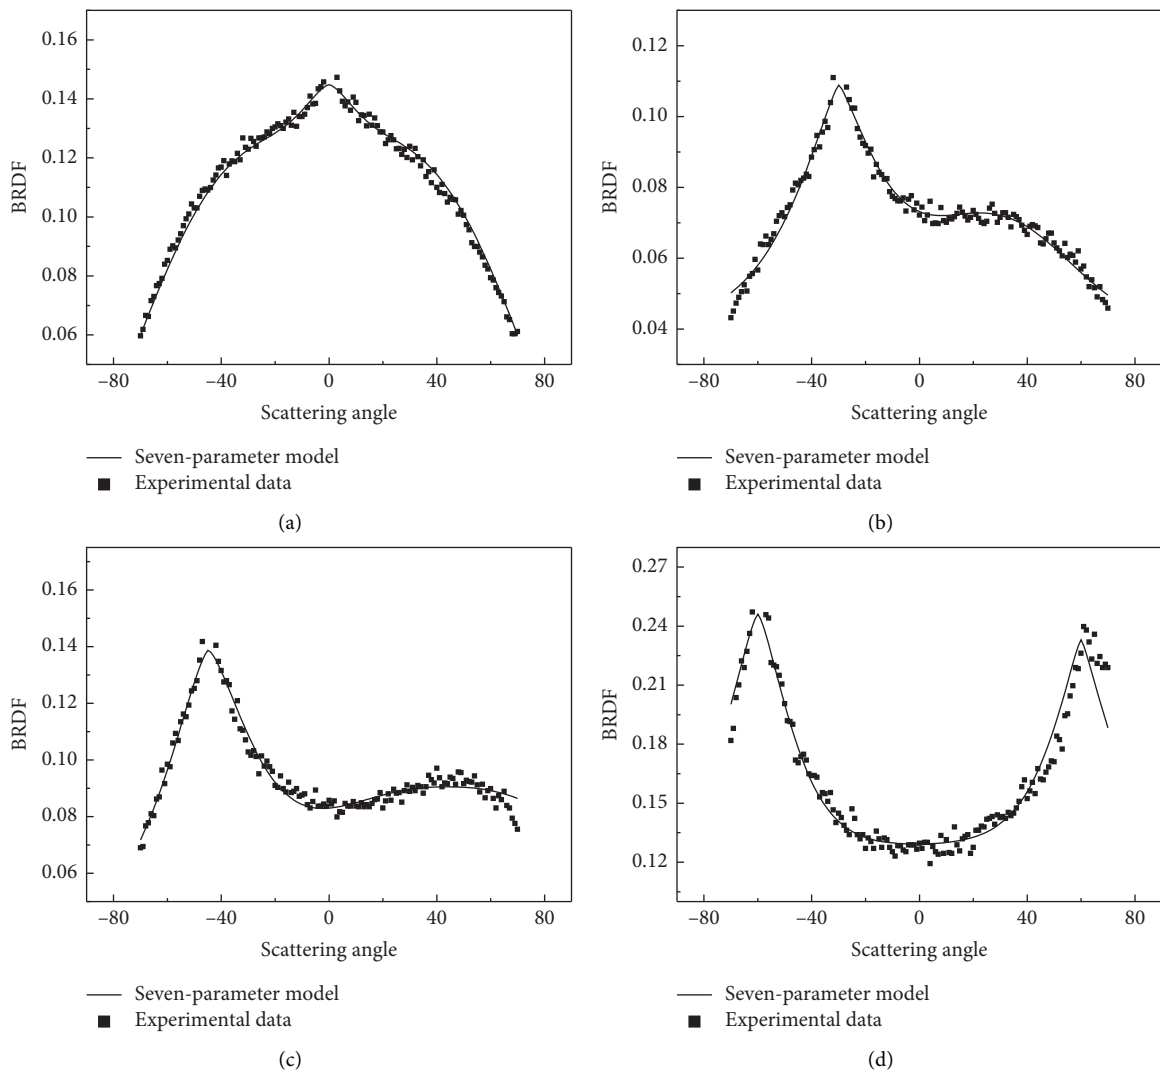 0.16
0.14
0.12
0.10
0.08
0.06
BRDF
–80
–40
0
40
80
Scattering angle
Seven-parameter model
Experimental data
(a)
0.12
0.10
0.08
0.06
0.04
BRDF
–80
–40
0
40
80
Scattering angle
Seven-parameter model
Experimental data
(b)
0.16
0.14
0.12
0.10
0.08
0.06
BRDF
–80
–40
0
40
80
Scattering angle
Seven-parameter model
Experimental data
(c)
0.27
0.24
0.21
0.18
0.15
0.12
BRDF
–80
–40
0
40
80
Scattering angle
Seven-parameter model
Experimental data
(d)